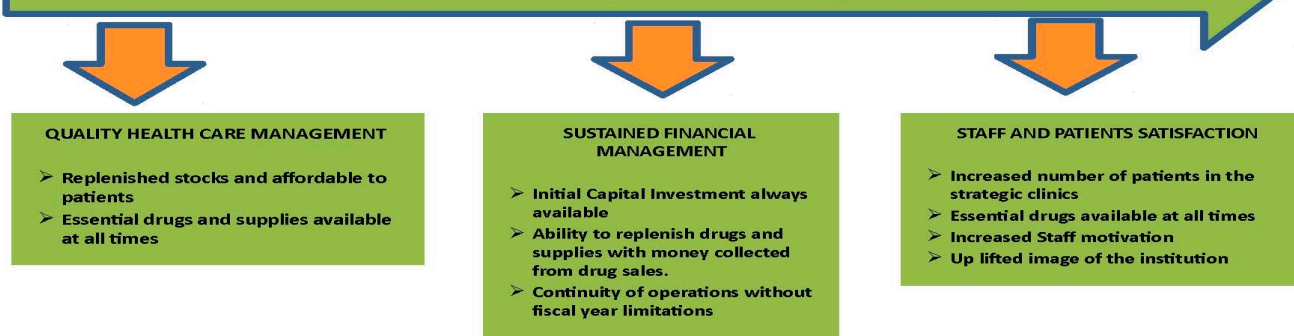 QUALITY HEALTH CARE MANAGEMENT
➢ Replenished stocks and affordable to
patients
➢ Essential drugs and supplies available
at all times
SUSTAINED FINANCIAL
MANAGEMENT
➢ Initial Capital Investment always
available
➢ Ability to replenish drugs and
supplies with money collected
from drug sales.
➢ Continuity of operations without
fiscal year limitations
STAFF AND PATIENTS SATISFACTION
➢ Increased number of patients in the
strategic clinics
➢ Essential drugs available at all times
➢ Increased Staff motivation
➢ Up lifted image of the institution